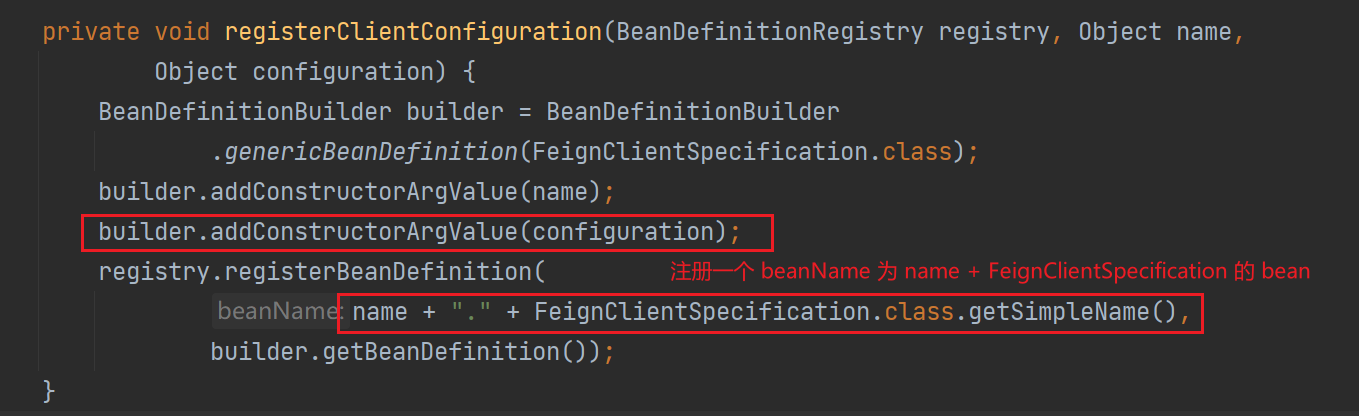 private void registerClientConfiguration(BeanDefinitionRegistry registry, Object name,
Object configuration) {
BeanDefinitionBuilder builder = BeanDefinitionBuilder
.genericBeanDefinition(FeignClientSpecification.class);
builder.addConstructorArgValue(name);
builder.addConstructorArgValue(configuration);
registry.registerBeanDefinition( 注册一个 beanName 为 name + FeignClientSpecification 的 bean
beanName: name + "." + FeignClientSpecification.class.getSimpleName(),
builder.getBeanDefinition());
}